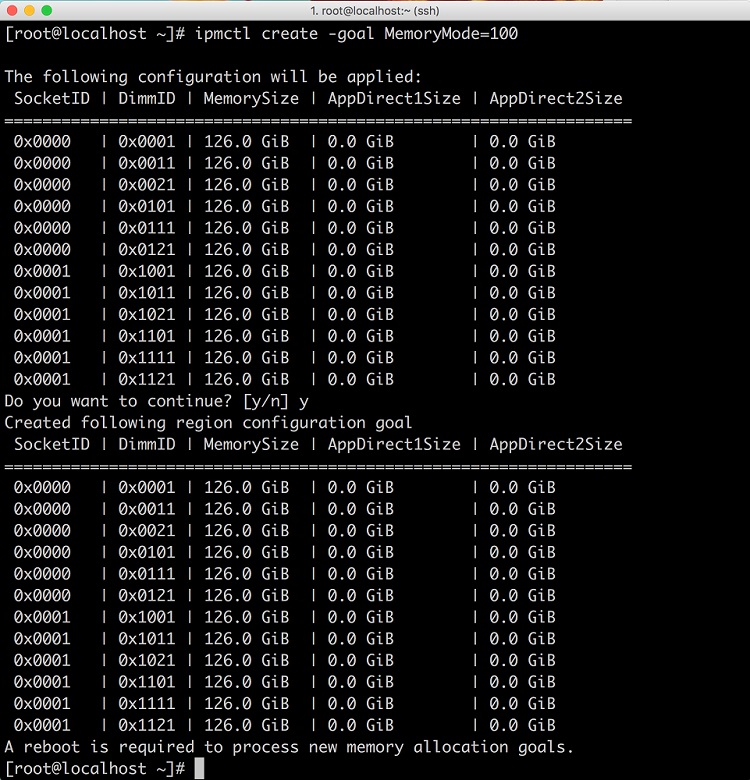 1. root@localhost:~ (ssh)
[root@localhost ~]# ipmctl create -goal MemoryMode=100
The following configuration will be applied:
SocketID | DimmID | MemorySize | AppDirect1Size | AppDirect2Size
==================================================================
0x0000 | 0x0001 | 126.0 GiB | 0.0 GiB | 0.0 GiB
0x0000 | 0x0011 | 126.0 GiB | 0.0 GiB | 0.0 GiB
0x0000 | 0x0021 | 126.0 GiB | 0.0 GiB | 0.0 GiB
0x0000 | 0x0101 | 126.0 GiB | 0.0 GiB | 0.0 GiB
0x0000 | 0x0111 | 126.0 GiB | 0.0 GiB | 0.0 GiB
0x0000 | 0x0121 | 126.0 GiB | 0.0 GiB | 0.0 GiB
0x0001 | 0x1001 | 126.0 GiB | 0.0 GiB | 0.0 GiB
0x0001 | 0x1011 | 126.0 GiB | 0.0 GiB | 0.0 GiB
0x0001 | 0x1021 | 126.0 GiB | 0.0 GiB | 0.0 GiB
0x0001 | 0x1101 | 126.0 GiB | 0.0 GiB | 0.0 GiB
0x0001 | 0x1111 | 126.0 GiB | 0.0 GiB | 0.0 GiB
0x0001 | 0x1121 | 126.0 GiB | 0.0 GiB | 0.0 GiB
Do you want to continue? [y/n] y
Created following region configuration goal
SocketID | DimmID | MemorySize | AppDirect1Size | AppDirect2Size
==================================================================
0x0000 | 0x0001 | 126.0 GiB | 0.0 GiB | 0.0 GiB
0x0000 | 0x0011 | 126.0 GiB | 0.0 GiB | 0.0 GiB
0x0000 | 0x0021 | 126.0 GiB | 0.0 GiB | 0.0 GiB
0x0000 | 0x0101 | 126.0 GiB | 0.0 GiB | 0.0 GiB
0x0000 | 0x0111 | 126.0 GiB | 0.0 GiB | 0.0 GiB
0x0000 | 0x0121 | 126.0 GiB | 0.0 GiB | 0.0 GiB
0x0001 | 0x1001 | 126.0 GiB | 0.0 GiB | 0.0 GiB
0x0001 | 0x1011 | 126.0 GiB | 0.0 GiB | 0.0 GiB
0x0001 | 0x1021 | 126.0 GiB | 0.0 GiB | 0.0 GiB
0x0001 | 0x1101 | 126.0 GiB | 0.0 GiB | 0.0 GiB
0x0001 | 0x1111 | 126.0 GiB | 0.0 GiB | 0.0 GiB
0x0001 | 0x1121 | 126.0 GiB | 0.0 GiB | 0.0 GiB
A reboot is required to process new memory allocation goals.
[root@localhost ~]#